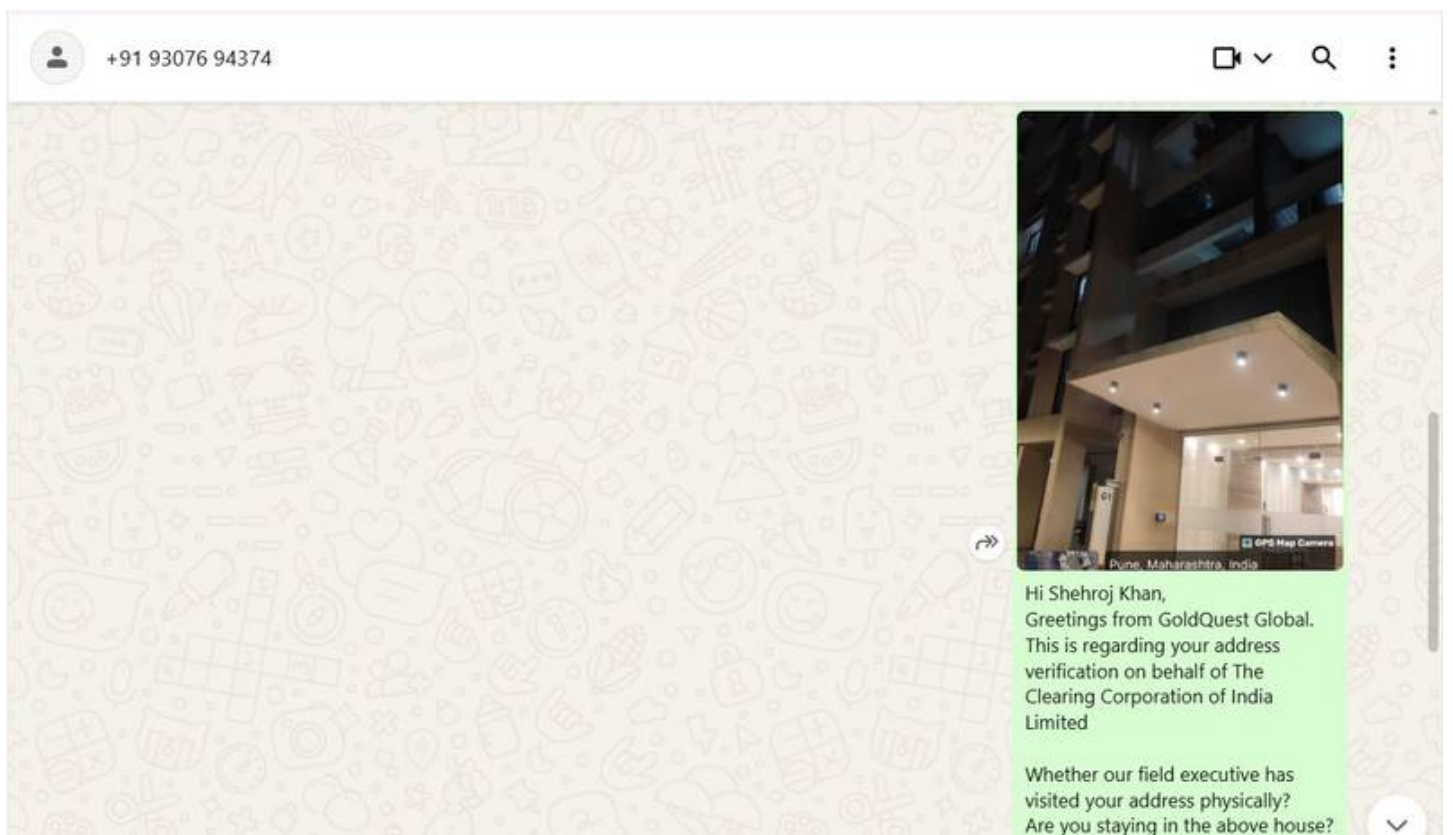 +91 93076 94374
G1
GPS Map Camera
Pune, Maharashtra, India
Hi Shehroj Khan,
Greetings from GoldQuest Global.
This is regarding your address
verification on behalf of The
Clearing Corporation of India
Limited
Whether our field executive has
visited your address physically?
Are you staying in the above house?